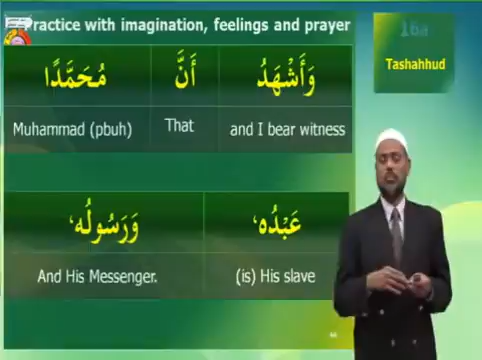 Practice with imagination, feelings and prayer
16a
Tashahhud
وَأَشْهَدُ أَنَّ مُحَمَّدًا
and I bear witness That Muhammad (pbuh)
عَبْدُهٗ وَرَسُولُهٗ
(is) His slave And His Messenger.